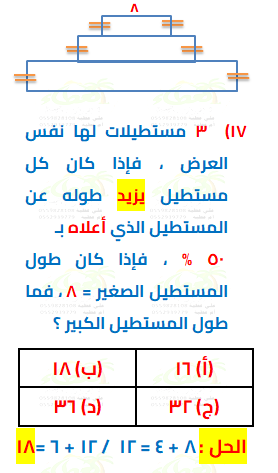 ٨
١٧) ٣ مستطيلات لها نفس
العرض ، فإذا كان كل
مستطيل يزيد طوله عن
المستطيل الذي أعلاه بـ
٥٠ % ، فإذا كان طول
المستطيل الصغير = ٨ ، فما
طول المستطيل الكبير ؟
(أ) ١٦ (ب) ١٨
(ج) ٣٢ (د) ٣٦
الحل : ٨ + ٤ = ١٢ / ١٢ + ٦ = ١٨